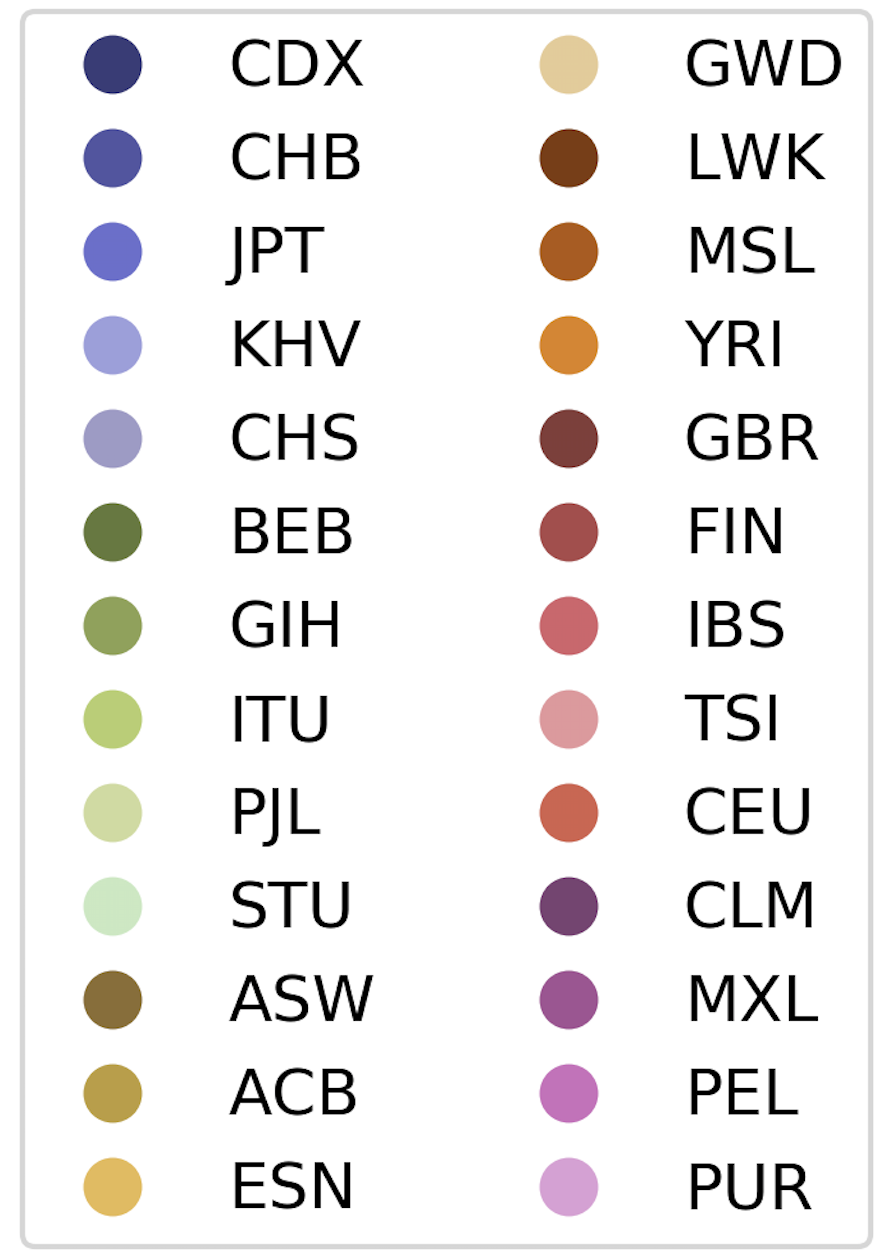 CDX
CHB
JPT
KHV
CHS
BEB
GIH
ITU
PJL
STU
ASW
ACB
ESN
GWD
LWK
MSL
YRI
GBR
FIN
IBS
TSI
CEU
CLM
MXL
PEL
PUR